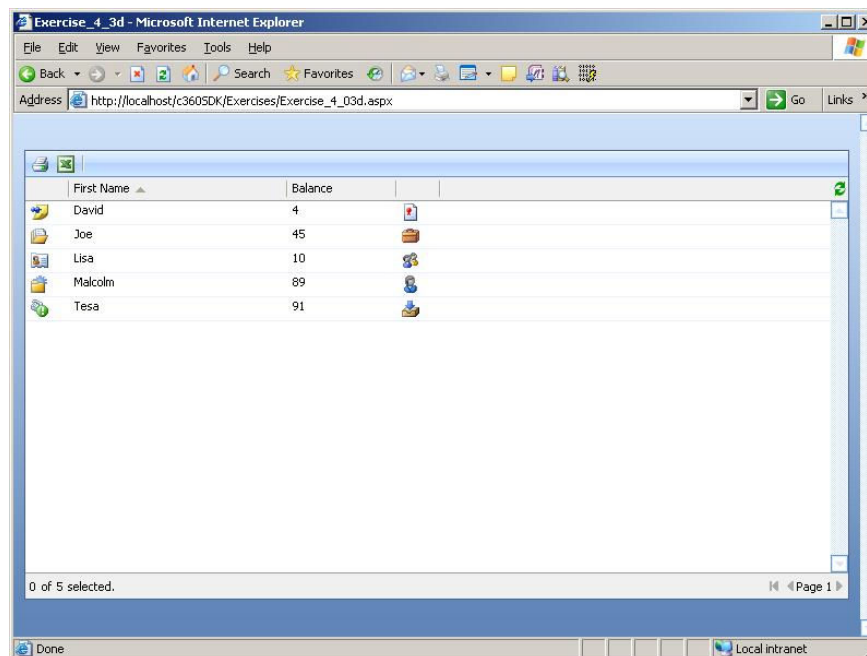 Exercise_4_3d - Microsoft Internet Explorer
File Edit View Favorites Tools Help
Back Search Favorites
Address http://localhost/c360SDK/Exercises/Exercise_4_03d.aspx Go Links
First Name Balance
David 4
Joe 45
Lisa 10
Malcolm 89
Tesa 91
0 of 5 selected. Page 1
Done Local intranet